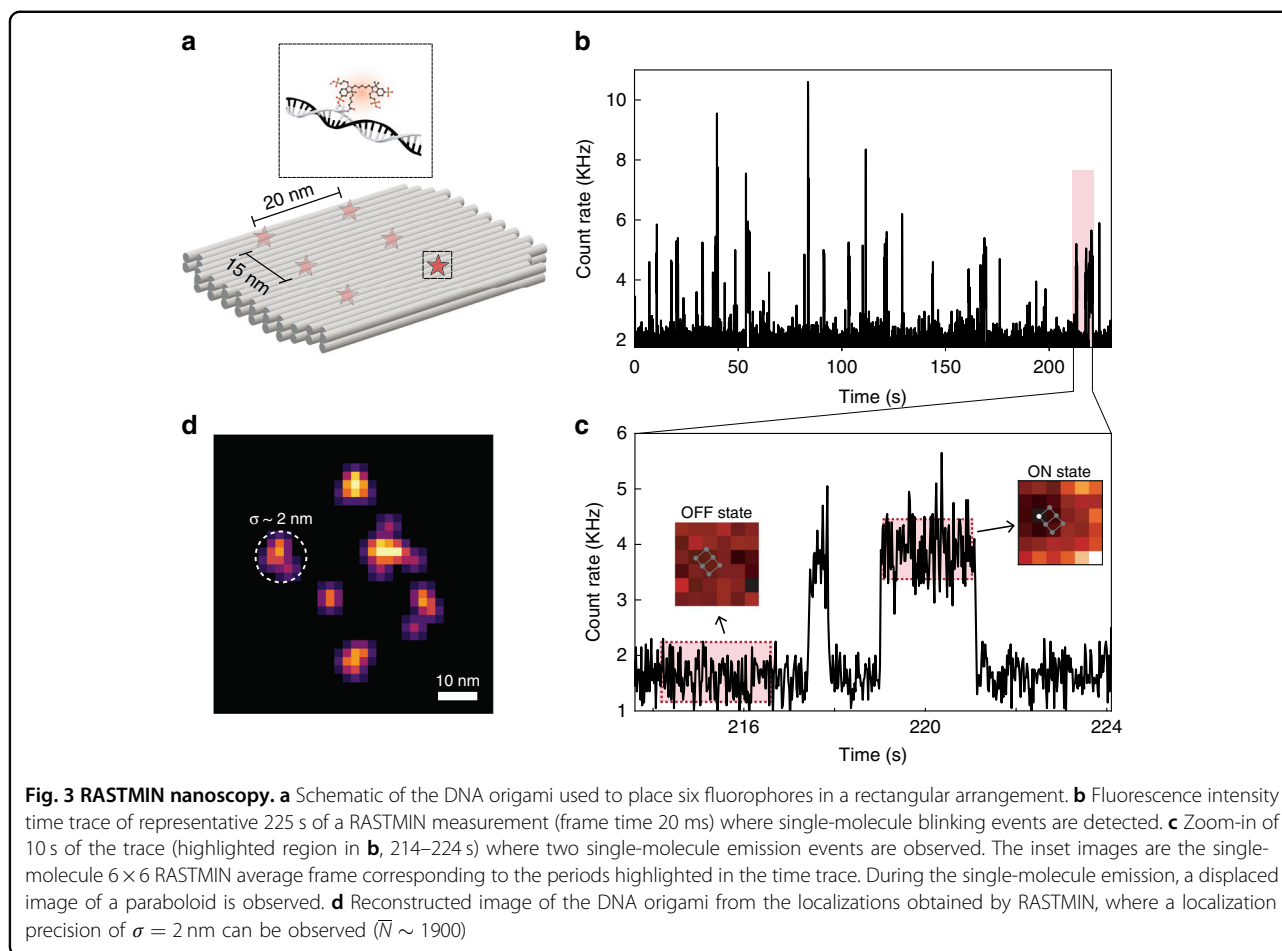 a
20 nm
15 nm
b
Count rate (KHz)
10
8
6
4
2
0
50
100
150
200
Time (s)
d
σ ~ 2 nm
10 nm
c
Count rate (KHz)
6
5
4
3
2
1
OFF state
ON state
216
220
224
Time (s)
Fig. 3 RASTMIN nanoscopy. a Schematic of the DNA origami used to place six fluorophores in a rectangular arrangement. b Fluorescence intensity
time trace of representative 225 s of a RASTMIN measurement (frame time 20 ms) where single-molecule blinking events are detected. c Zoom-in of
10 s of the trace (highlighted region in b, 214–224 s) where two single-molecule emission events are observed. The inset images are the single-
molecule 6 × 6 RASTMIN average frame corresponding to the periods highlighted in the time trace. During the single-molecule emission, a displaced
image of a paraboloid is observed. d Reconstructed image of the DNA origami from the localizations obtained by RASTMIN, where a localization
precision of σ = 2 nm can be observed (N̅ ~ 1900)